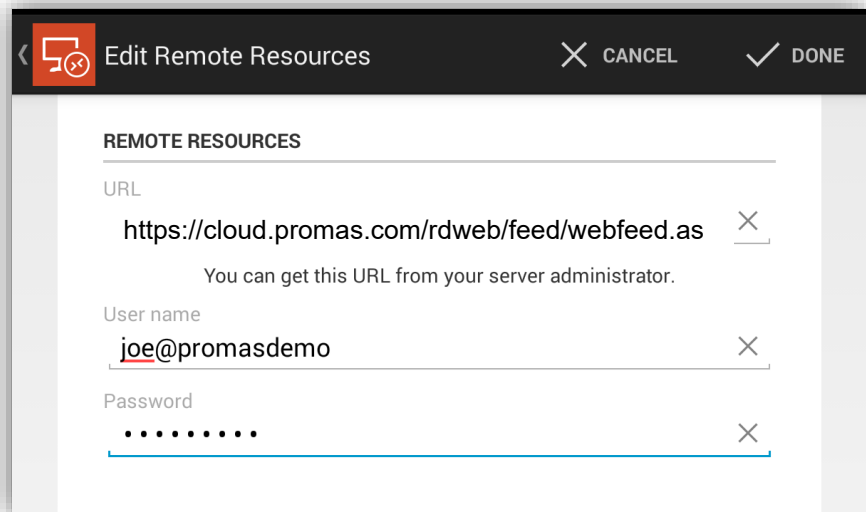 Edit Remote Resources CANCEL DONE
REMOTE RESOURCES
URL
https://cloud.promas.com/rdweb/feed/webfeed.as
You can get this URL from your server administrator.
User name
joe@promasdemo
Password
•••••••••